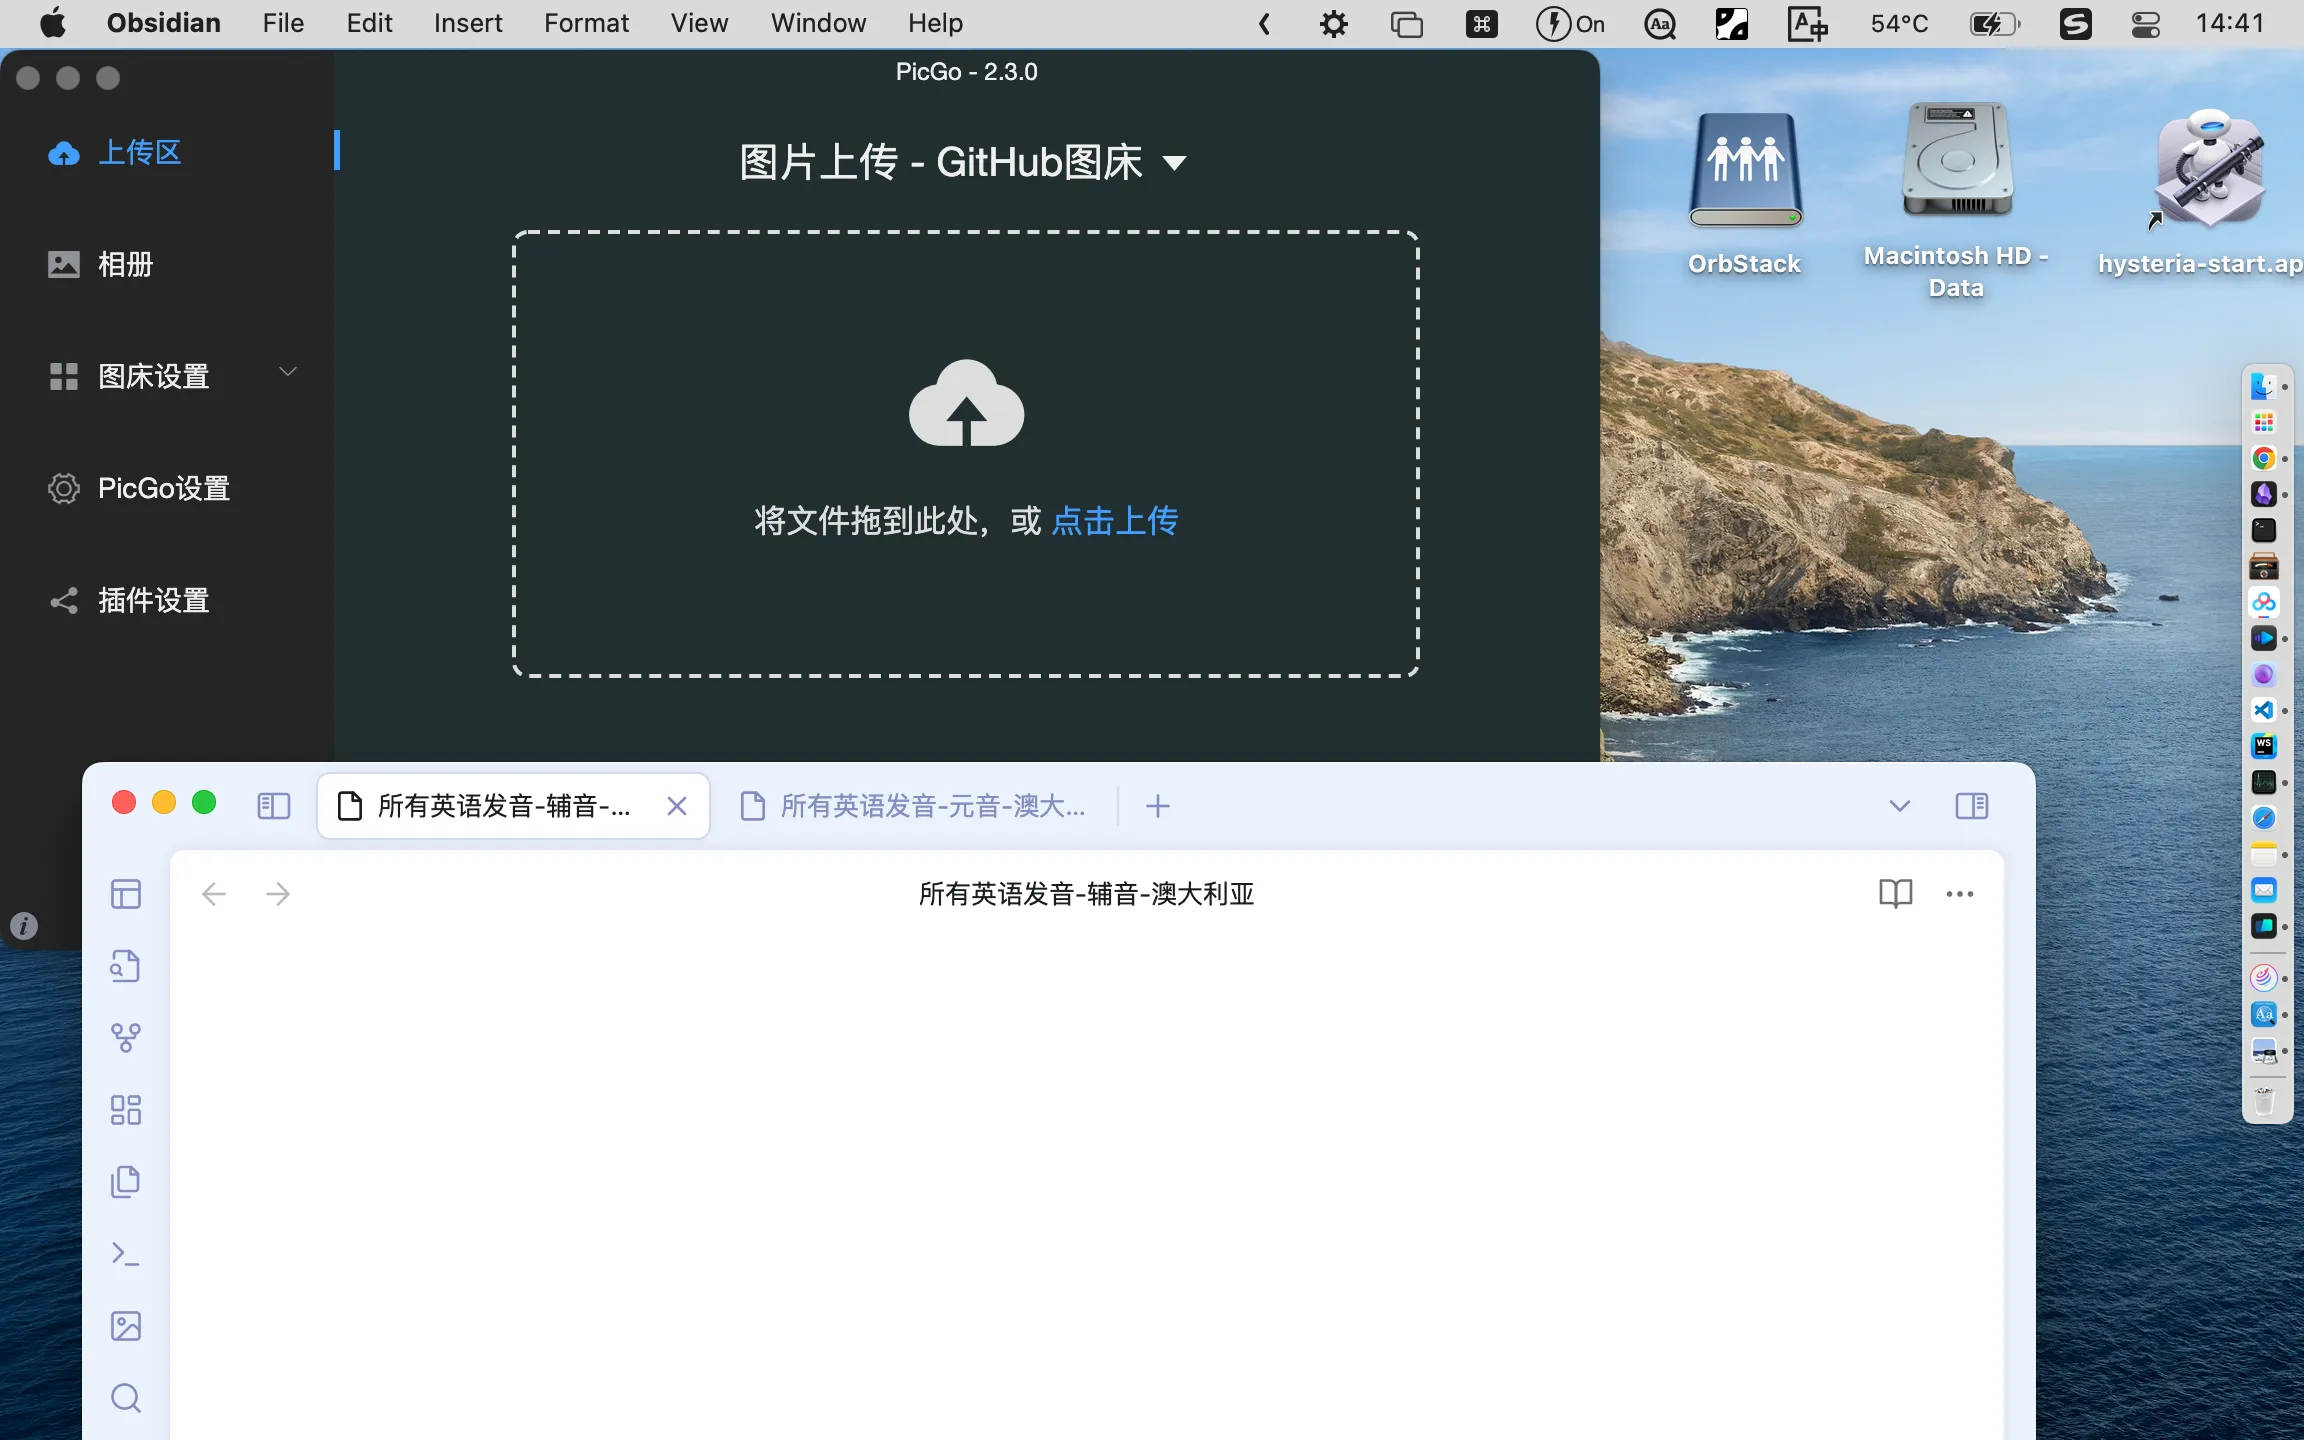 Obsidian File Edit Insert Format View Window Help
On
54°C
14:41
PicGo - 2.3.0
上传区
相册
图床设置
PicGo设置
插件设置
图片上传 - GitHub图床
将文件拖到此处，或 点击上传
OrbStack
Macintosh HD -
Data
hysteria-start.ap
所有英语发音-辅音-...
所有英语发音-元音-澳大...
所有英语发音-辅音-澳大利亚